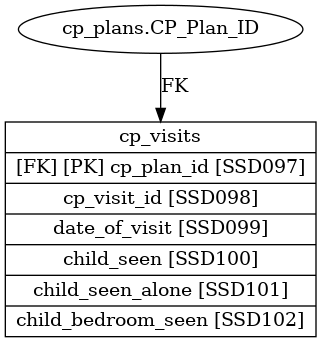 cp_plans.CP_Plan_ID
FK
cp_visits
[FK] [PK] cp_plan_id [SSD097]
cp_visit_id [SSD098]
date_of_visit [SSD099]
child_seen [SSD100]
child_seen_alone [SSD101]
child_bedroom_seen [SSD102]